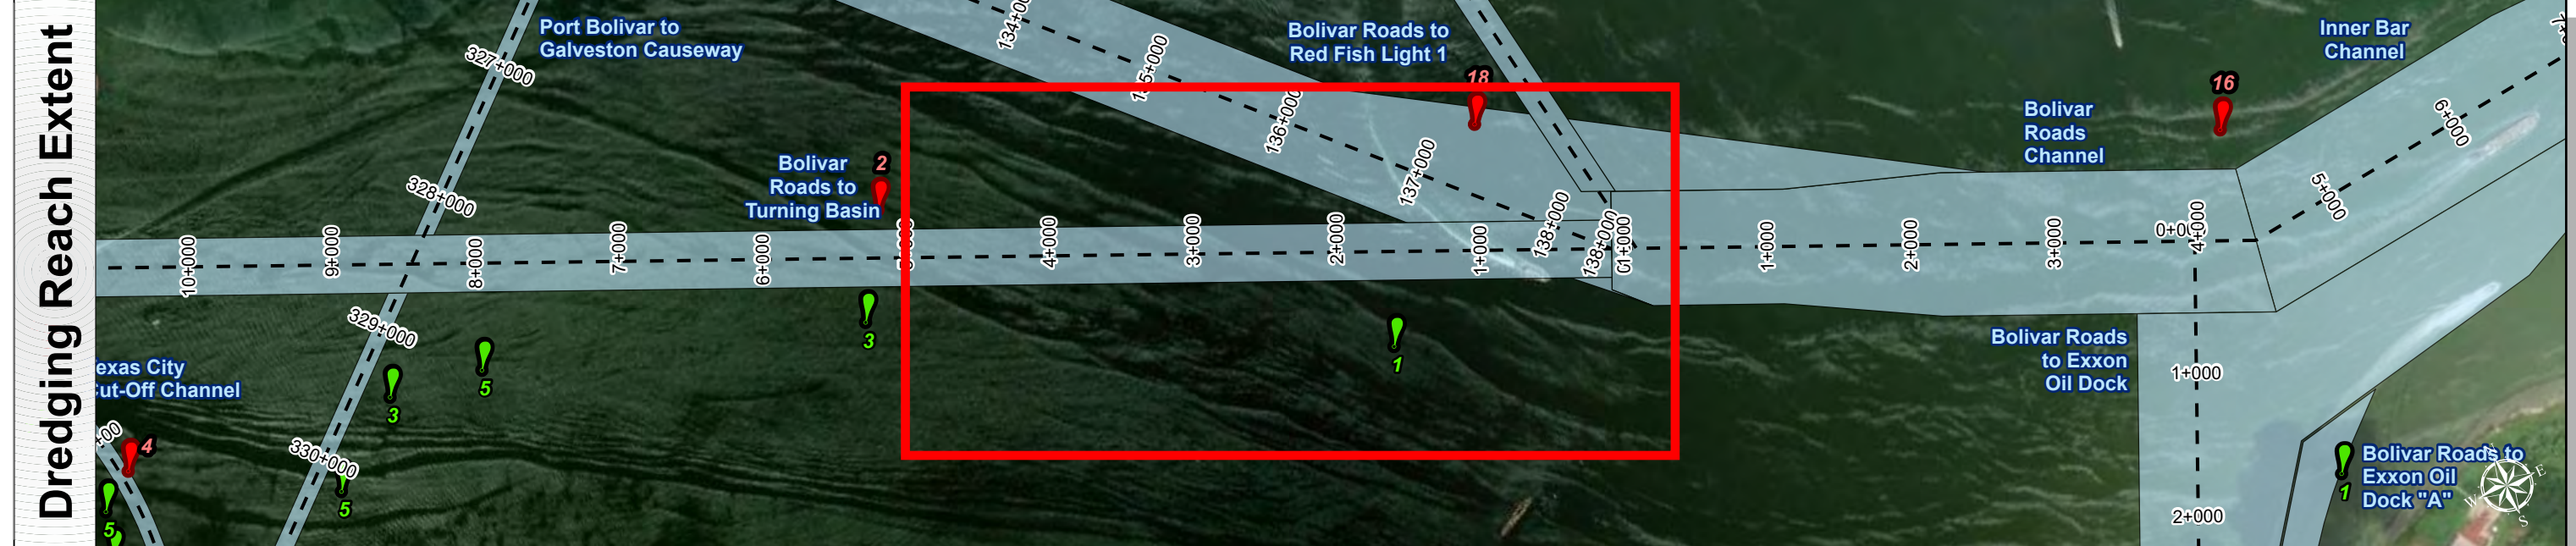 Dredging Reach Extent
Port Bolivar to
Galveston Causeway
Bolivar Roads to
Red Fish Light 1
Inner Bar
Channel
Bolivar
Roads
Channel
Bolivar
Roads to
Turning Basin
Bolivar Roads
to Exxon
Oil Dock
Bolivar Roads to
Exxon Oil
Dock "A"
exas City
Cut-Off Channel
327+000
328+000
329+000
330+000
135+000
136+000
137+000
138+000
138+000
10+000
9+000
8+000
7+000
6+000
4+000
3+000
2+000
1+000
1+000
2+000
3+000
4+000
5+000
6+000
1+000
2+000
18
16
2
3
1
5
3
5
4
5
1
E
S
W